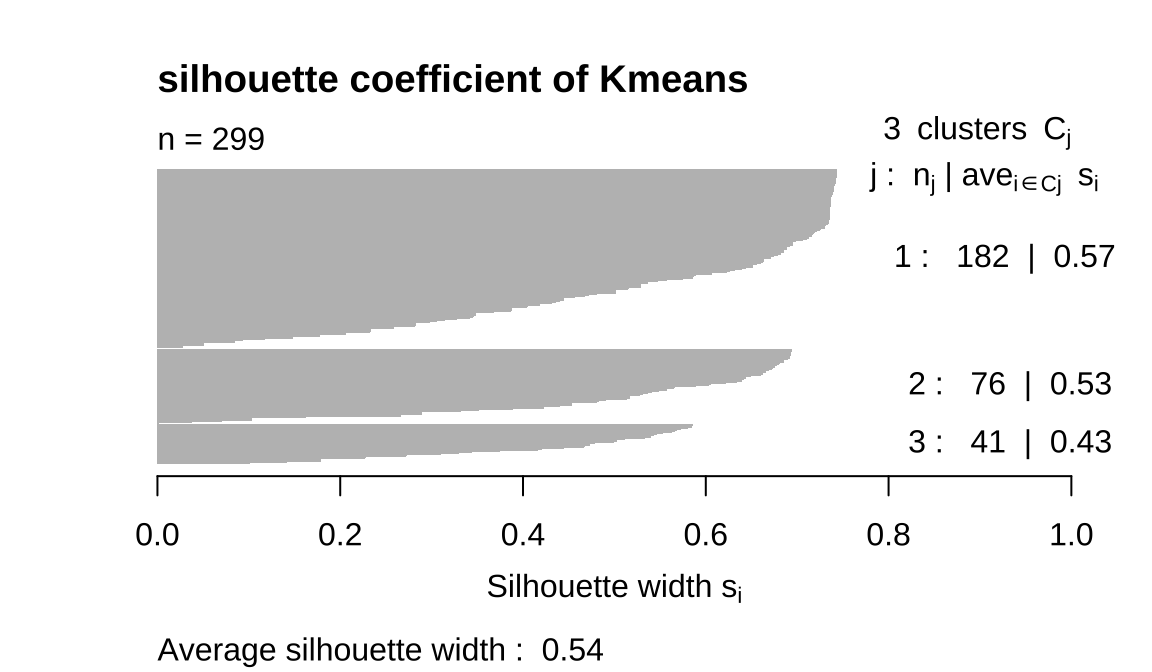 silhouette coefficient of Kmeans
n = 299
3 clusters Cj
j : nj | avei∈Cj si
1 : 182 | 0.57
2 : 76 | 0.53
3 : 41 | 0.43
0.0 0.2 0.4 0.6 0.8 1.0
Silhouette width si
Average silhouette width : 0.54